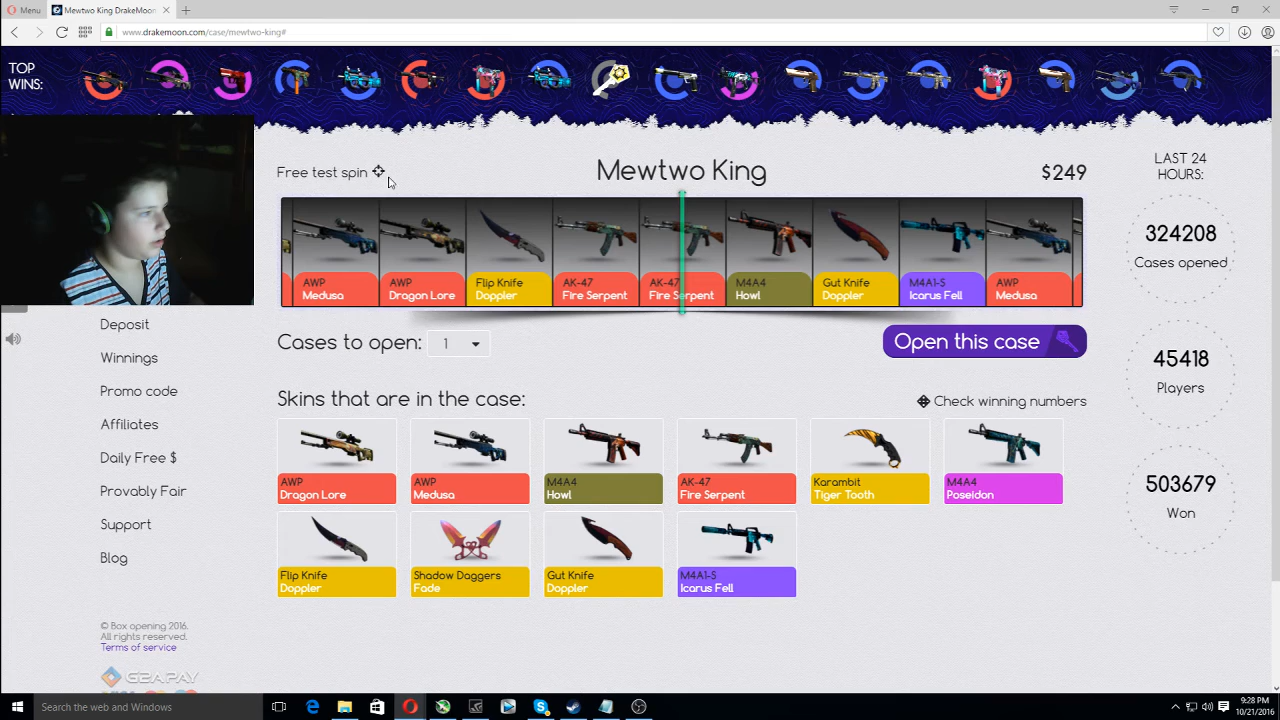 Menu
Mewtwo King DrakeMoon
www.drakemoon.com/case/mewtwo-king#
TOP
WINS:
Free test spin
Mewtwo King
$249
AWP
Medusa
AWP
Dragon Lore
Flip Knife
Doppler
AK-47
Fire Serpent
AK-47
Fire Serpent
M4A4
Howl
Gut Knife
Doppler
M4A1-S
Icarus Fell
AWP
Medusa
Cases to open: 1
Open this case
Skins that are in the case:
Check winning numbers
AWP
Dragon Lore
AWP
Medusa
M4A4
Howl
AK-47
Fire Serpent
Karambit
Tiger Tooth
M4A4
Poseidon
Flip Knife
Doppler
Shadow Daggers
Fade
Gut Knife
Doppler
M4A1-S
Icarus Fell
Deposit
Winnings
Promo code
Affiliates
Daily Free $
Provably Fair
Support
Blog
© Box opening 2016.
All rights reserved.
Terms of service
G2A PAY
LAST 24
HOURS:
324208
Cases opened
45418
Players
503679
Won
Search the web and Windows
9:28 PM
10/21/2016